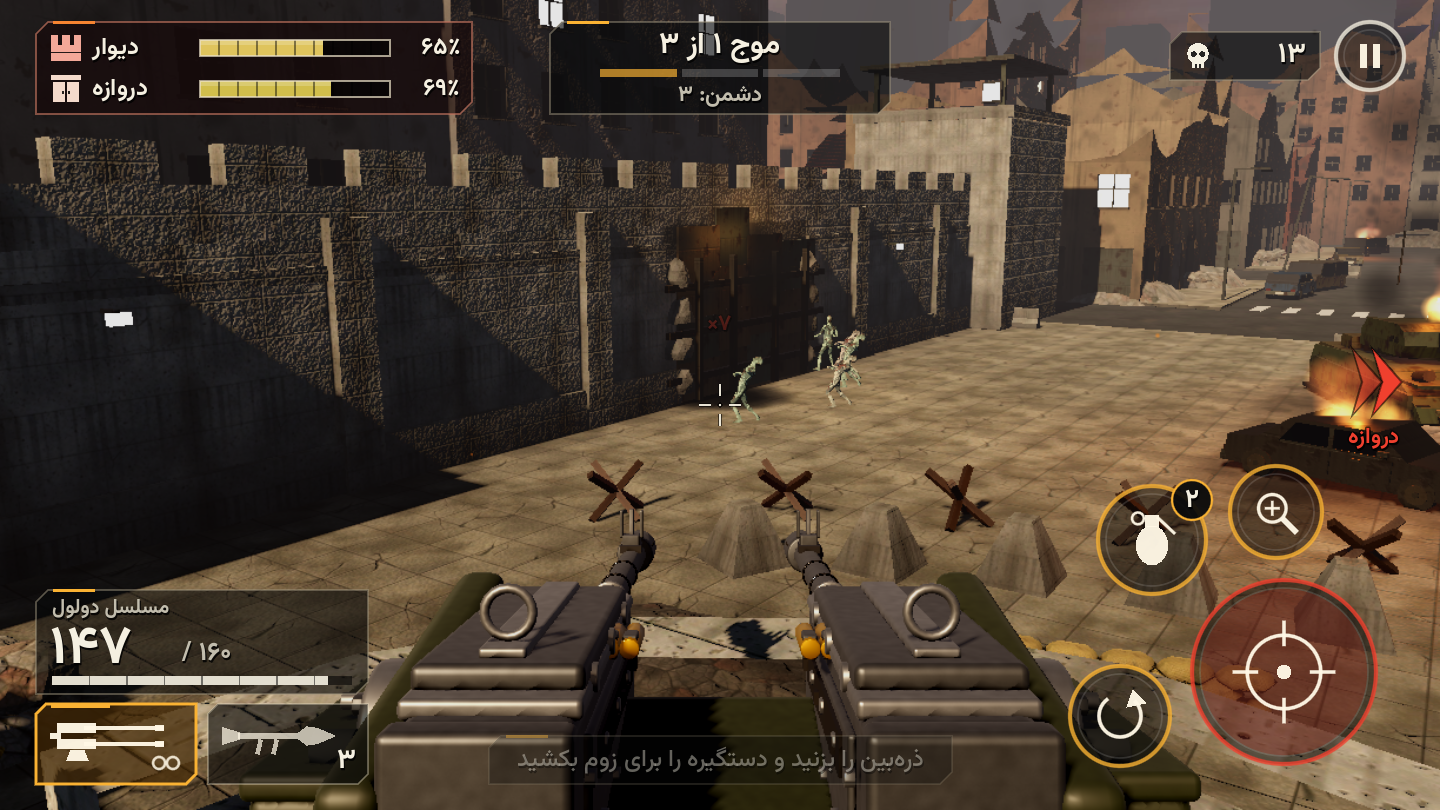 دیوار ۶۵٪
دروازه ۶۹٪
موج ۱ از ۳
دشمن: ۳
۱۳
×۷
دروازه
۲
مسلسل دولول
۱۴۷ / ۱۶۰
∞
۳
ذره‌بین را بزنید و دستگیره را برای زوم بکشید